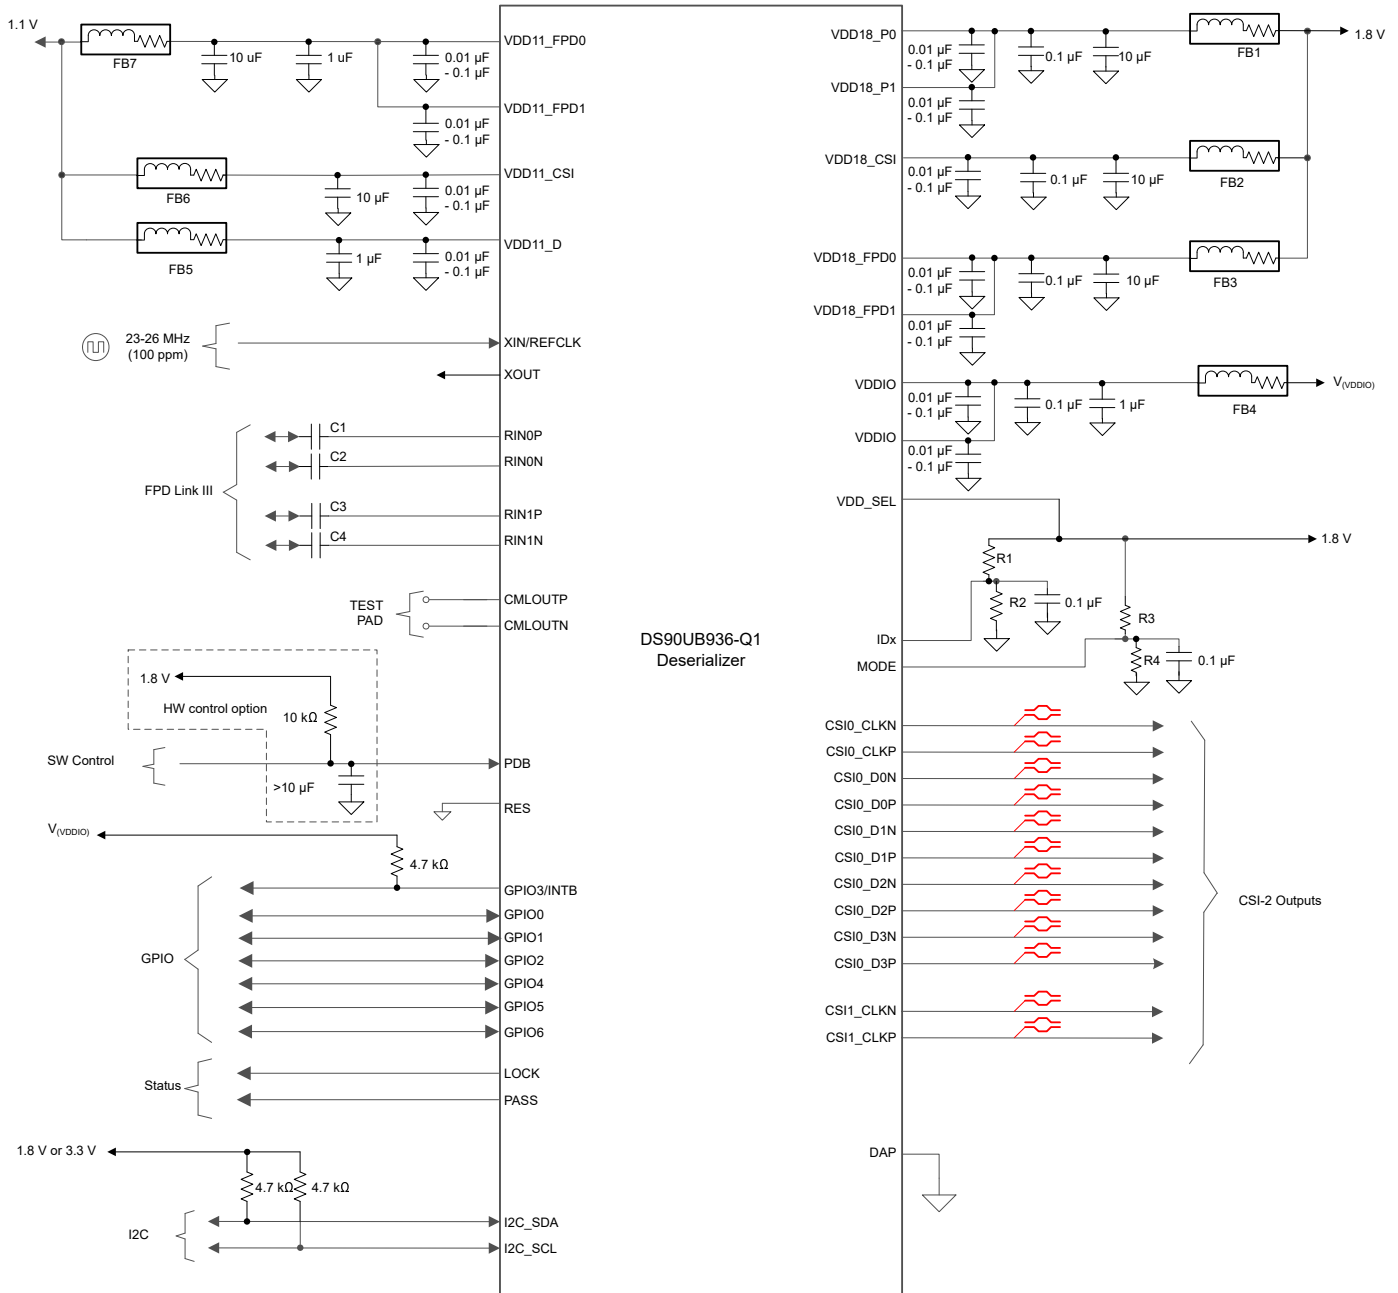 1.1 V
FB7
10 uF
1 uF
0.01 µF
- 0.1 µF
VDD11_FPD0
0.01 µF
- 0.1 µF
VDD11_FPD1
FB6
10 µF
0.01 µF
- 0.1 µF
VDD11_CSI
FB5
1 µF
0.01 µF
- 0.1 µF
VDD11_D
23-26 MHz
(100 ppm)
XIN/REFCLK
XOUT
FPD Link III
C1
RIN0P
C2
RIN0N
C3
RIN1P
C4
RIN1N
TEST
PAD
CMLOUTP
CMLOUTN
1.8 V
HW control option
10 kΩ
SW Control
>10 µF
PDB
RES
V(VDDIO)
4.7 kΩ
GPIO
GPIO3/INTB
GPIO0
GPIO1
GPIO2
GPIO4
GPIO5
GPIO6
Status
LOCK
PASS
1.8 V or 3.3 V
4.7 kΩ
4.7 kΩ
I2C
I2C_SDA
I2C_SCL
DS90UB936-Q1
Deserializer
VDD18_P0
0.01 µF
- 0.1 µF
0.1 µF
10 µF
FB1
1.8 V
VDD18_P1
0.01 µF
- 0.1 µF
VDD18_CSI
0.01 µF
- 0.1 µF
0.1 µF
10 µF
FB2
VDD18_FPD0
0.01 µF
- 0.1 µF
0.1 µF
10 µF
FB3
VDD18_FPD1
0.01 µF
- 0.1 µF
VDDIO
0.01 µF
- 0.1 µF
0.1 µF
1 µF
FB4
V(VDDIO)
VDDIO
0.01 µF
- 0.1 µF
VDD_SEL
1.8 V
R1
R2
0.1 µF
IDx
R3
R4
0.1 µF
MODE
CSI0_CLKN
CSI0_CLKP
CSI0_D0N
CSI0_D0P
CSI0_D1N
CSI0_D1P
CSI0_D2N
CSI0_D2P
CSI0_D3N
CSI0_D3P
CSI1_CLKN
CSI1_CLKP
CSI-2 Outputs
DAP